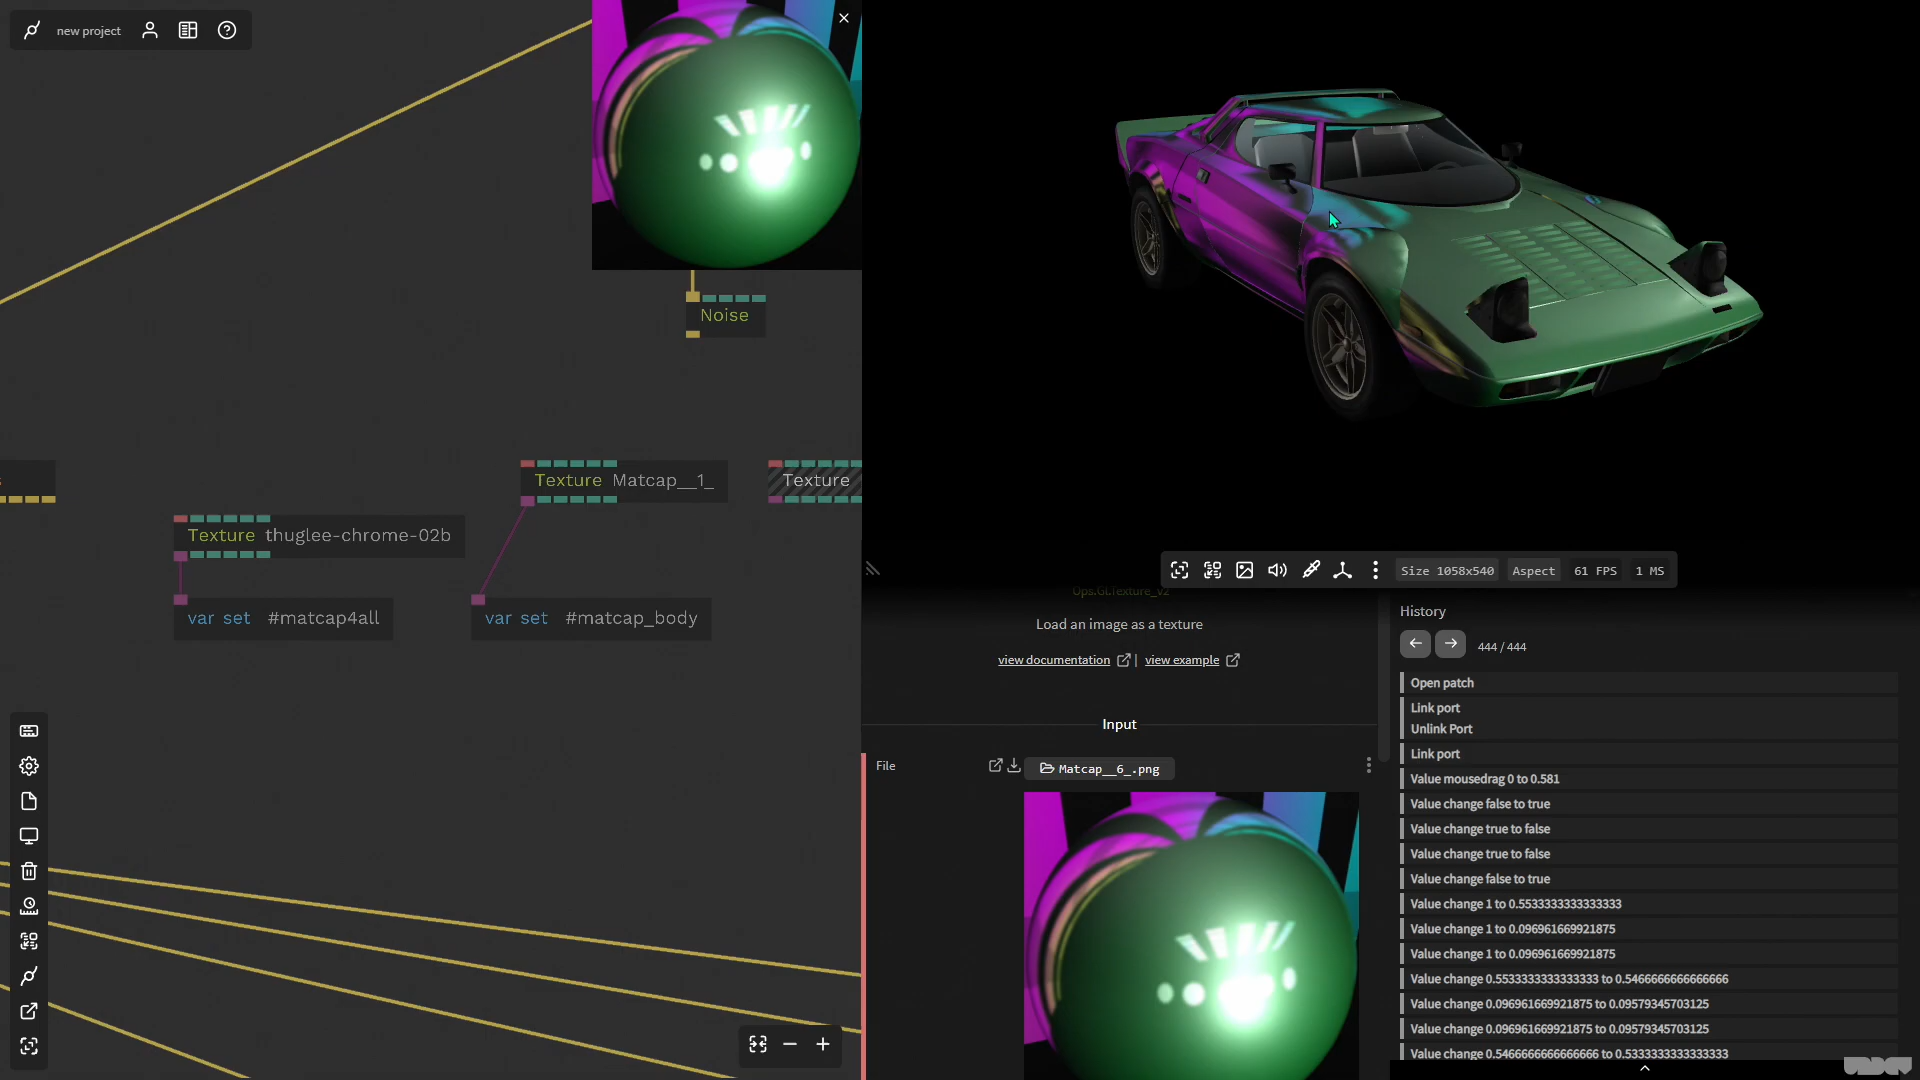 new project
Noise
s
Texture Matcap__1_
Texture
Texture thuglee-chrome-02b
var set #matcap4all
var set #matcap_body
Size 1058x540
Aspect
61 FPS
1 MS
Ops.Gl.Texture_v2
Load an image as a texture
view documentation | view example
Input
File
Matcap__6_.png
History
444 / 444
Open patch
Link port
Unlink Port
Link port
Value mousedrag 0 to 0.581
Value change false to true
Value change true to false
Value change true to false
Value change false to true
Value change 1 to 0.5533333333333333
Value change 1 to 0.096961669921875
Value change 1 to 0.096961669921875
Value change 0.5533333333333333 to 0.5466666666666666
Value change 0.096961669921875 to 0.09579345703125
Value change 0.096961669921875 to 0.09579345703125
Value change 0.5466666666666666 to 0.5333333333333333